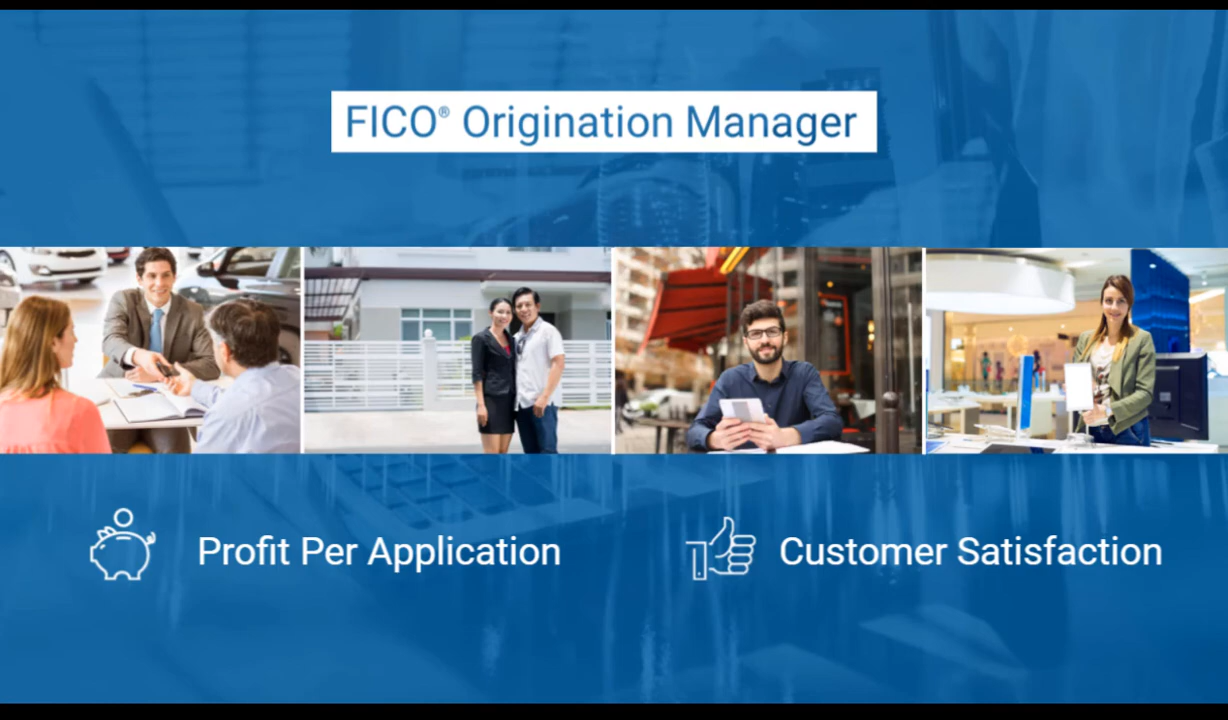 FICO® Origination Manager
Profit Per Application
Customer Satisfaction